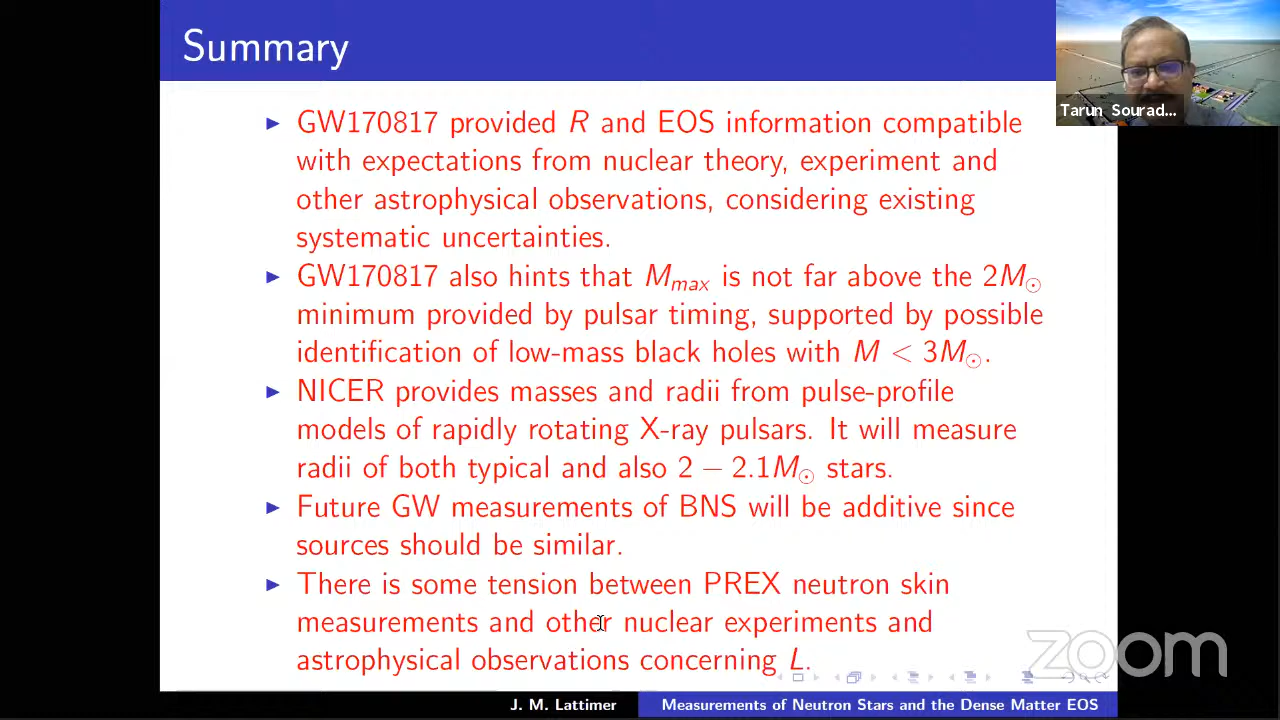 Summary
Tarun Sourad...
▶ GW170817 provided R and EOS information compatible
with expectations from nuclear theory, experiment and
other astrophysical observations, considering existing
systematic uncertainties.
▶ GW170817 also hints that M_max is not far above the 2M_⊙
minimum provided by pulsar timing, supported by possible
identification of low-mass black holes with M < 3M_⊙.
▶ NICER provides masses and radii from pulse-profile
models of rapidly rotating X-ray pulsars. It will measure
radii of both typical and also 2 − 2.1M_⊙ stars.
▶ Future GW measurements of BNS will be additive since
sources should be similar.
▶ There is some tension between PREX neutron skin
measurements and other nuclear experiments and
astrophysical observations concerning L.
zoom
J. M. Lattimer Measurements of Neutron Stars and the Dense Matter EOS